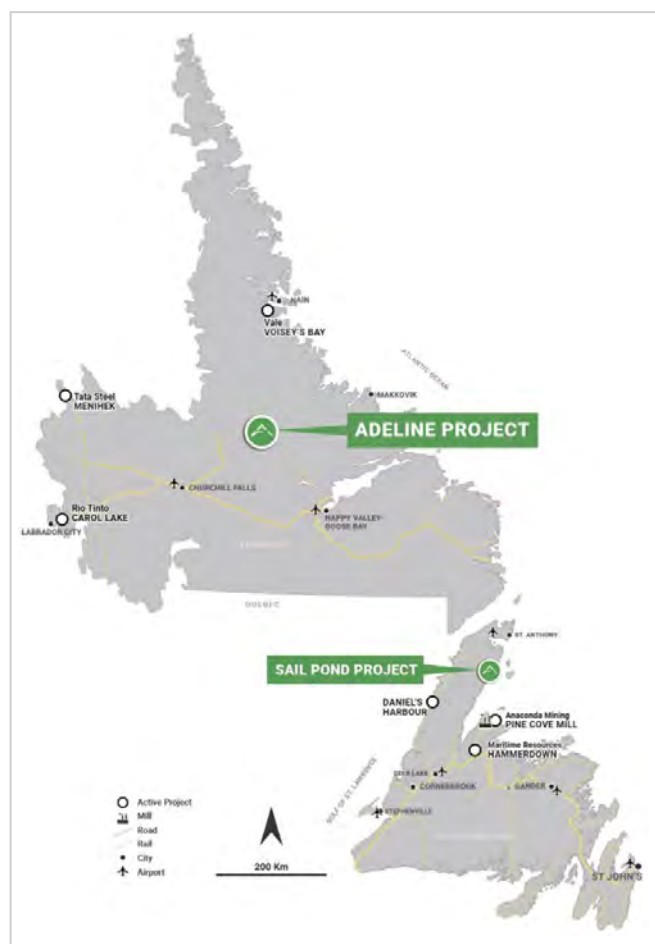 NAIN
Vale
VOISEY'S BAY
ATLANTIC OCEAN
MAKKOVIK
Tata Steel
MENIHEK
ADELINE PROJECT
CHURCHILL FALLS
Rio Tinto
CAROL LAKE
LABRADOR CITY
HAPPY VALLEY-
GOOSE BAY
QUEBEC
ST. ANTHONY
SAIL POND PROJECT
DANIEL'S
HARBOUR
Anaconda Mining
PINE COVE MILL
Maritime Resources
HAMMERDOWN
DEER LAKE
CORNERBROOK
GANDER
GULF OF ST. LAWRENCE
STEPHENVILLE
ST JOHN'S
Active Project
Mill
Road
Rail
City
Airport
200 Km